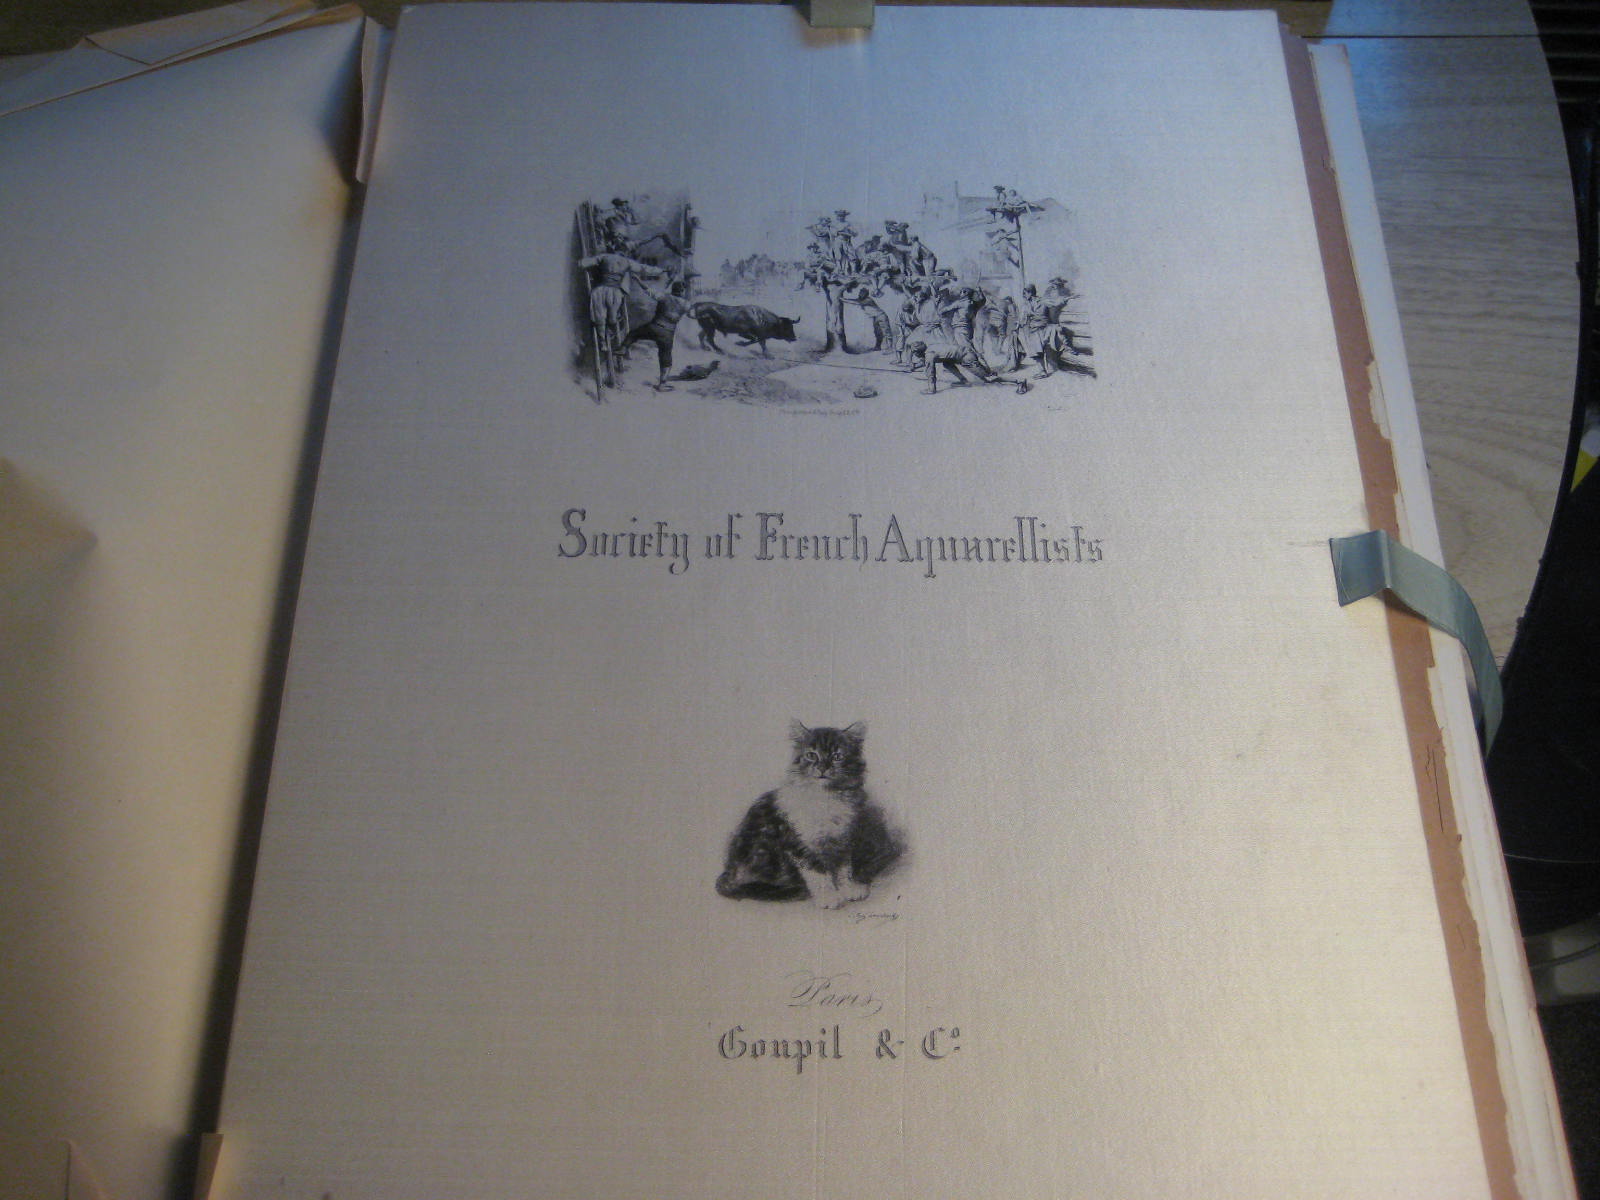 Society of French Aquarellists
Paris,
Goupil & Cº.